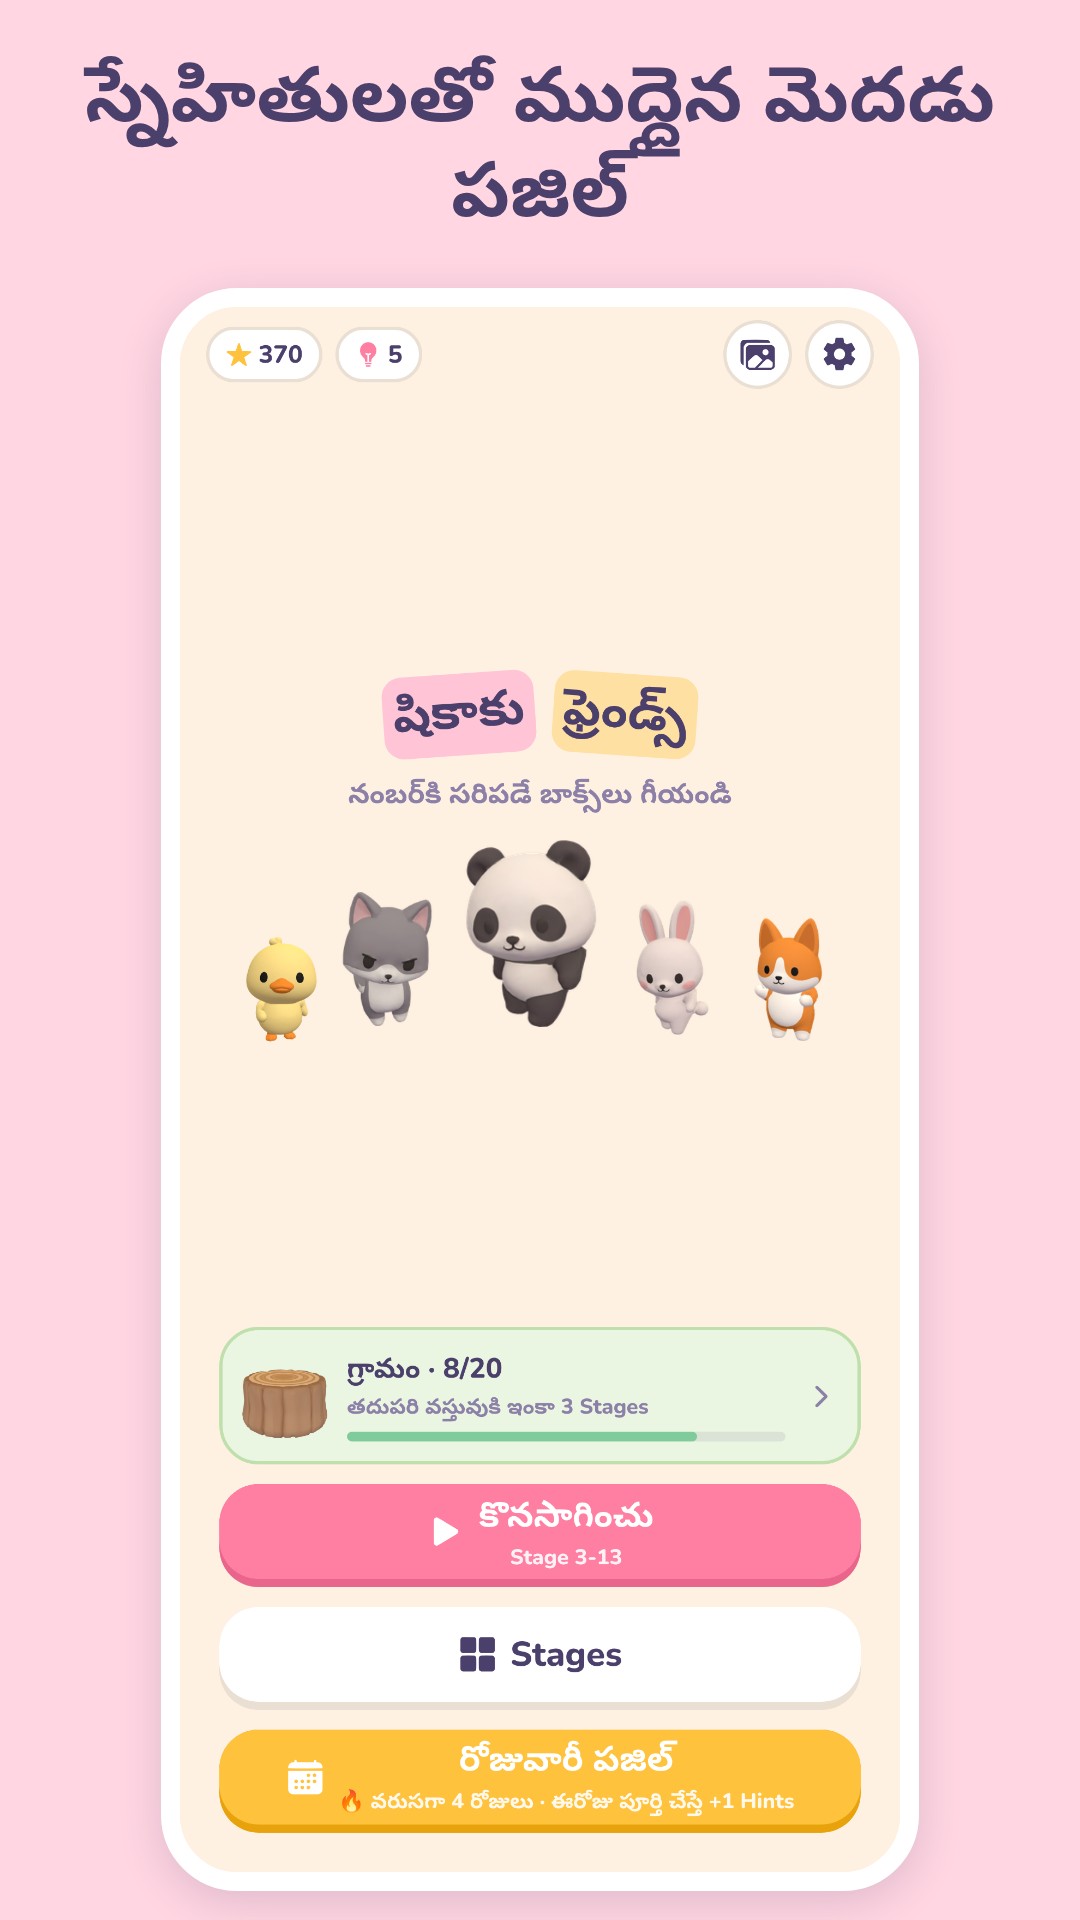 స్నేహితులతో ముద్దైన మెదడు
పజిల్
370
5
షికాకు ఫ్రెండ్స్
నంబర్‌కి సరిపడే బాక్స్‌లు గీయండి
గ్రామం · 8/20
తదుపరి వస్తువుకి ఇంకా 3 Stages
కొనసాగించు
Stage 3-13
Stages
రోజువారీ పజిల్
🔥 వరుసగా 4 రోజులు · ఈరోజు పూర్తి చేస్తే +1 Hints